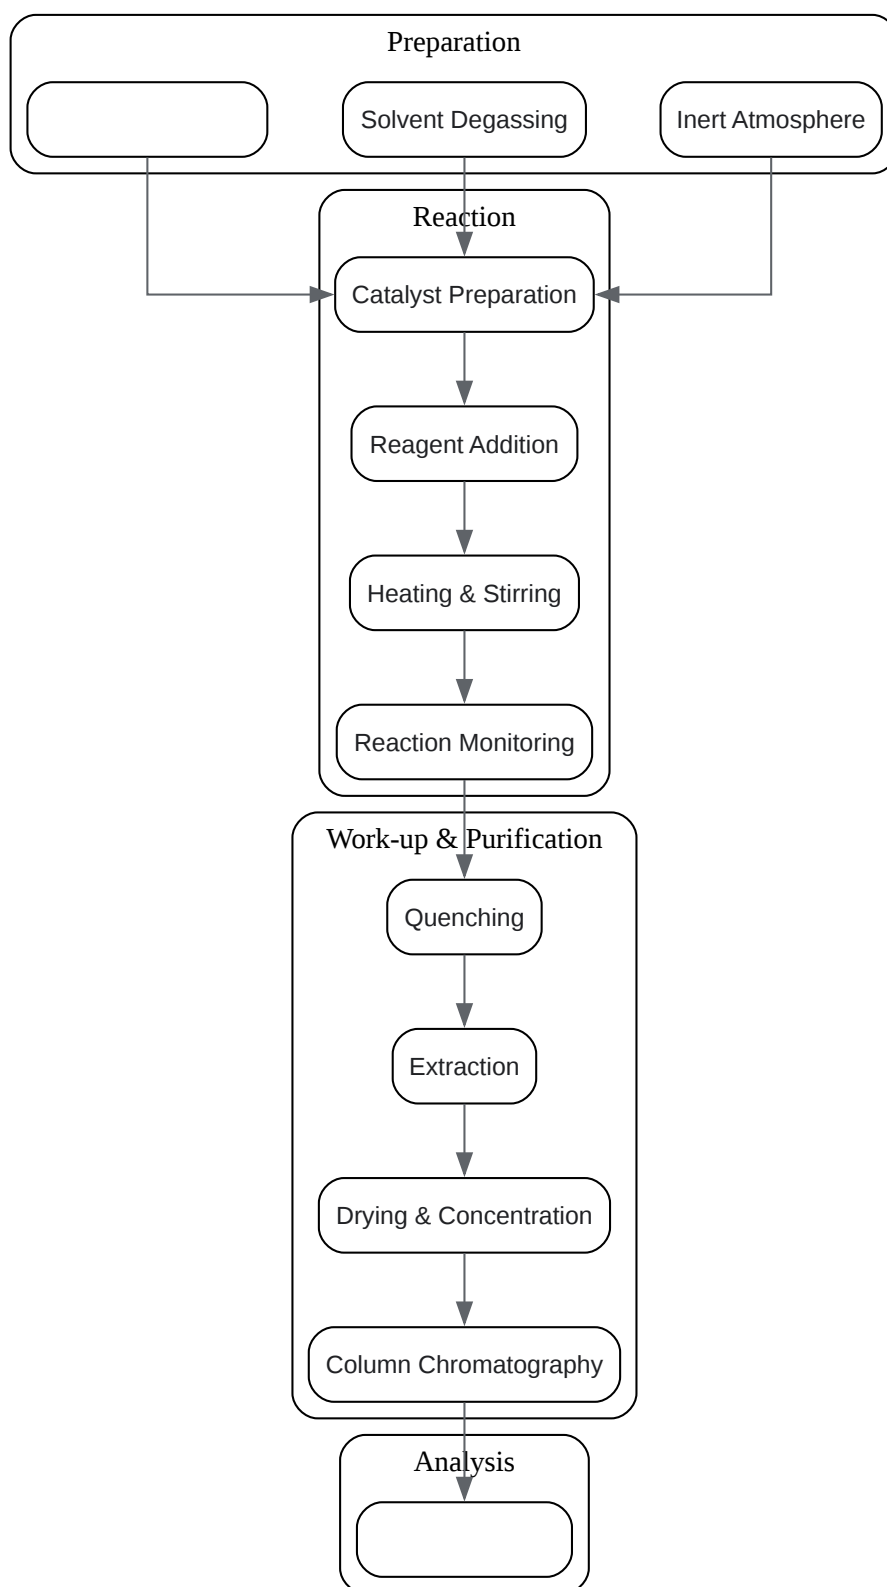 Preparation
Solvent Degassing
Inert Atmosphere
Reaction
Catalyst Preparation
Reagent Addition
Heating & Stirring
Reaction Monitoring
Work-up & Purification
Quenching
Extraction
Drying & Concentration
Column Chromatography
Analysis